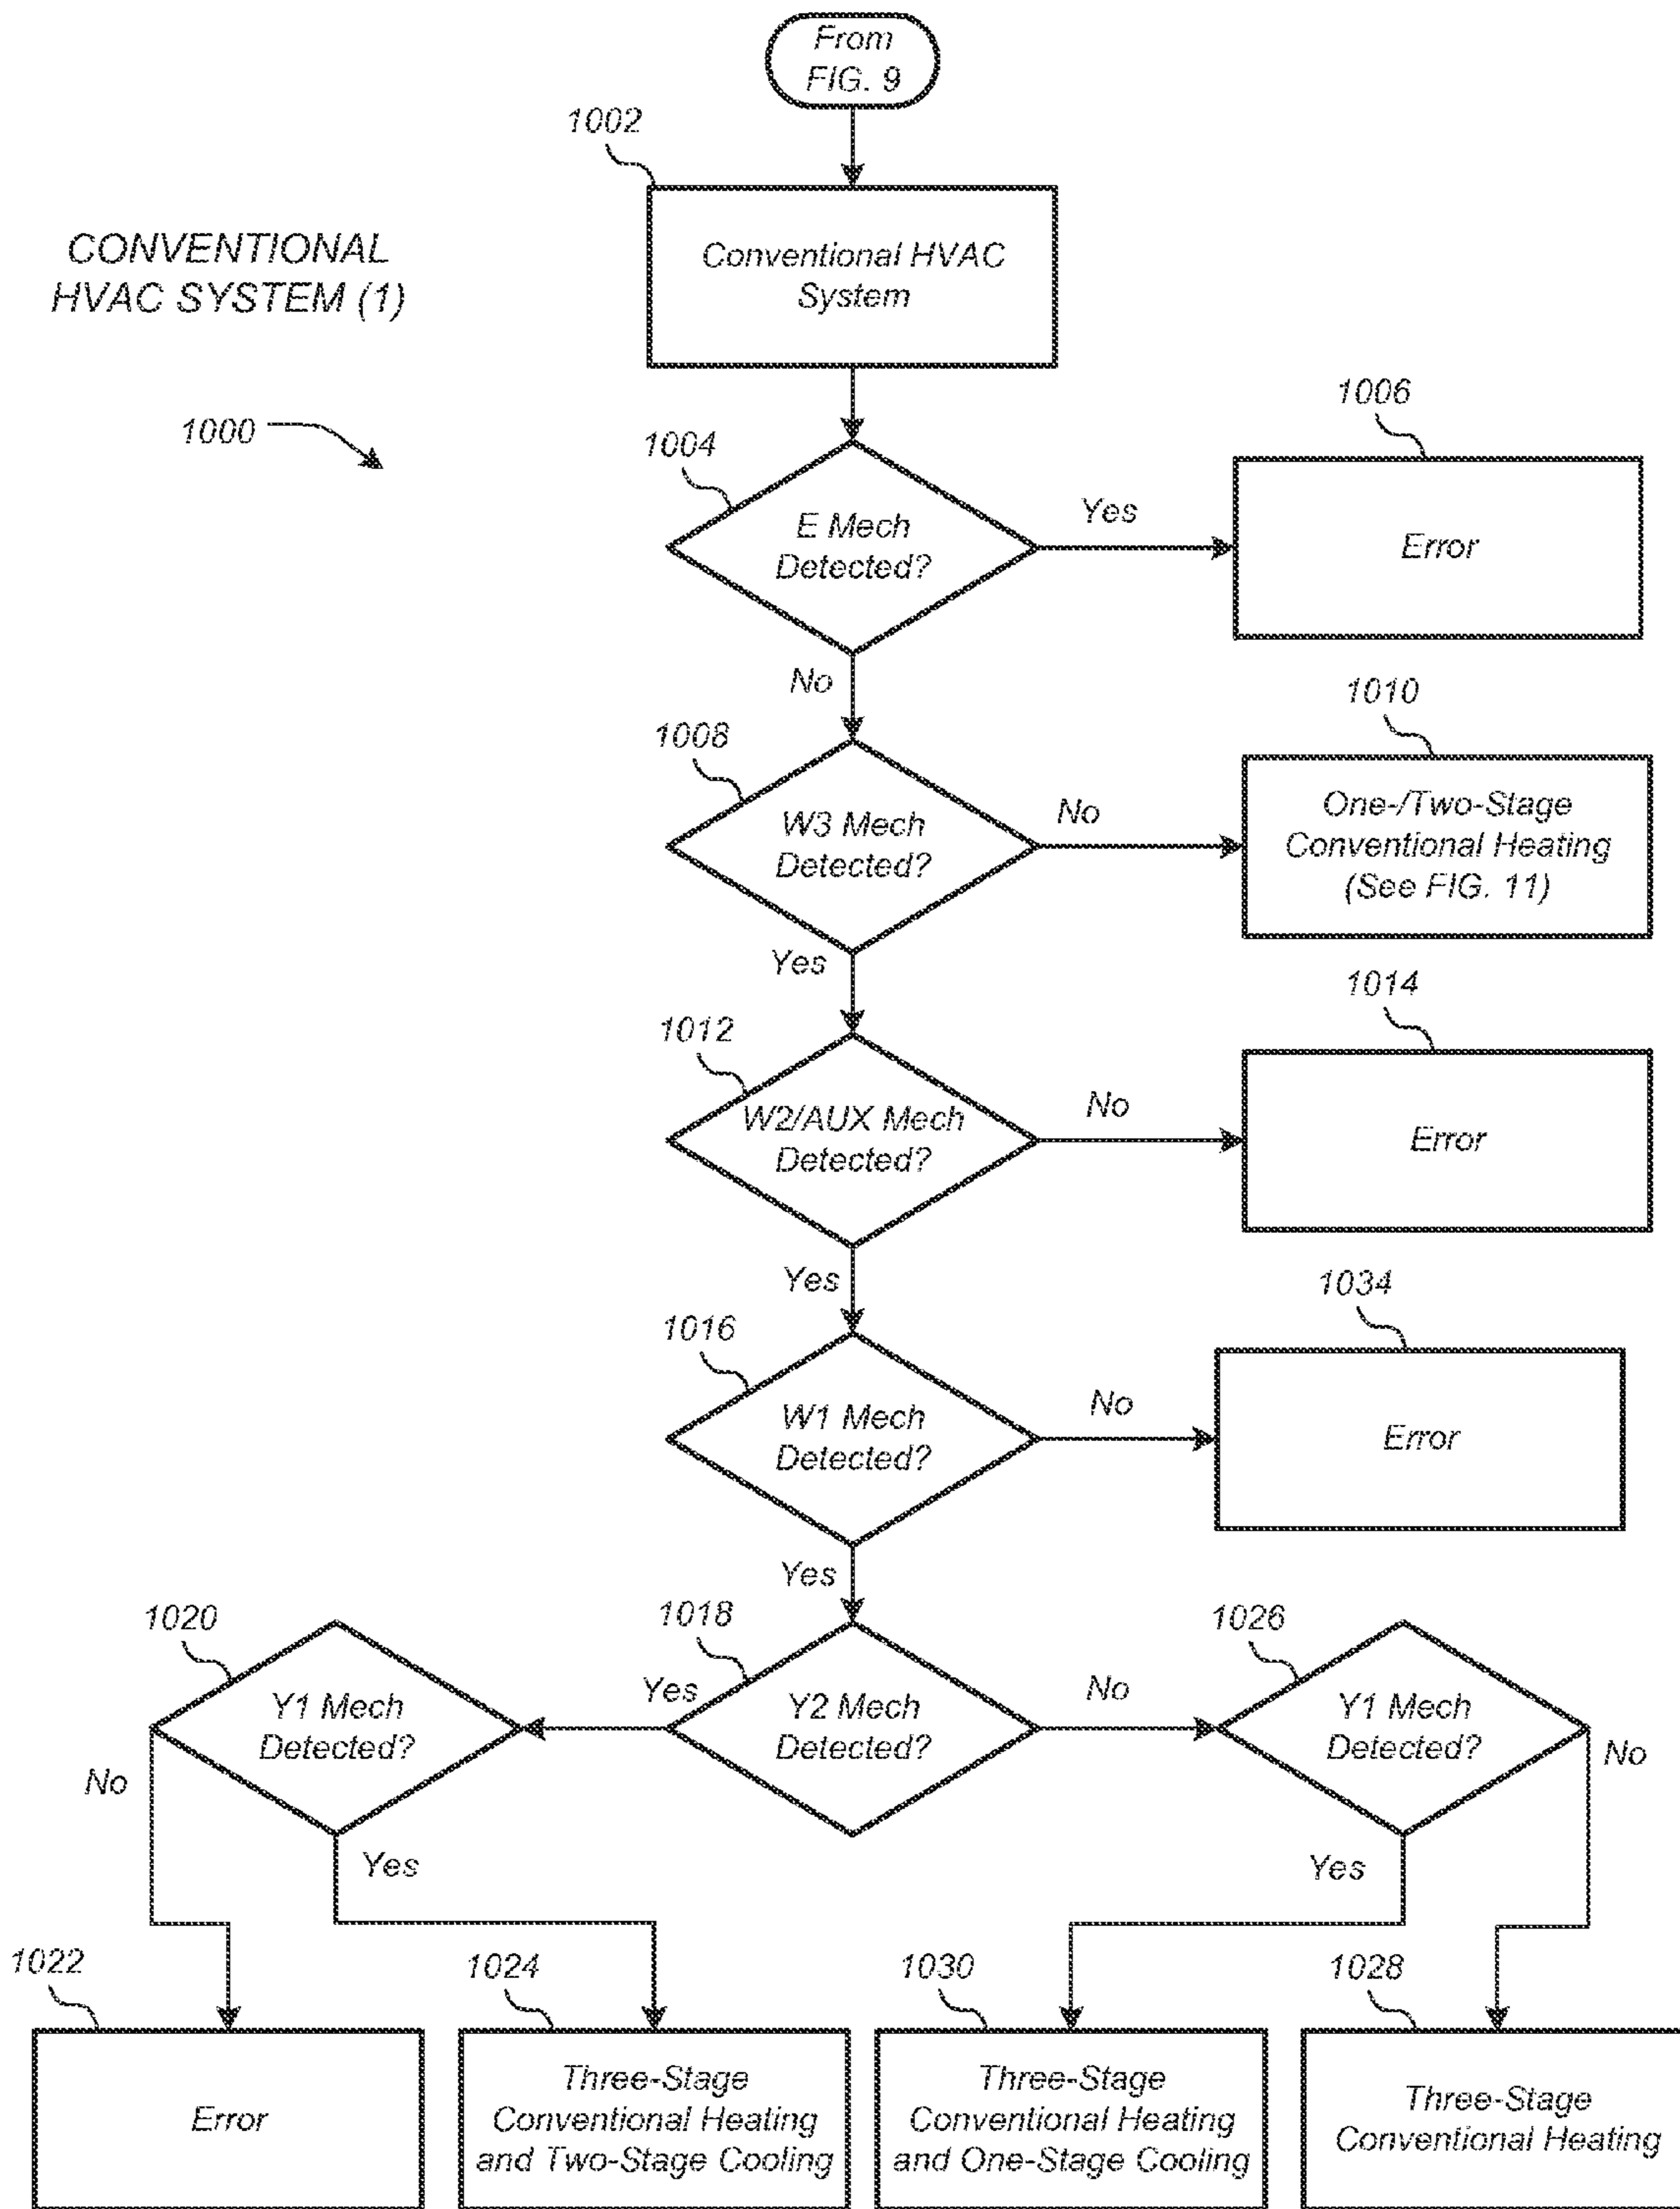 From
FIG. 9
1002
CONVENTIONAL
HVAC SYSTEM (1)
Conventional HVAC
System
1000
1004
E Mech
Detected?
Yes
1006
Error
No
1008
W3 Mech
Detected?
No
1010
One-/Two-Stage
Conventional Heating
(See FIG. 11)
Yes
1012
W2/AUX Mech
Detected?
No
1014
Error
Yes
1016
W1 Mech
Detected?
No
1034
Error
Yes
1020
Y1 Mech
Detected?
1018
Yes
Y2 Mech
Detected?
No
1026
Y1 Mech
Detected?
No
No
Yes
Yes
1022
Error
1024
Three-Stage
Conventional Heating
and Two-Stage Cooling
1030
Three-Stage
Conventional Heating
and One-Stage Cooling
1028
Three-Stage
Conventional Heating